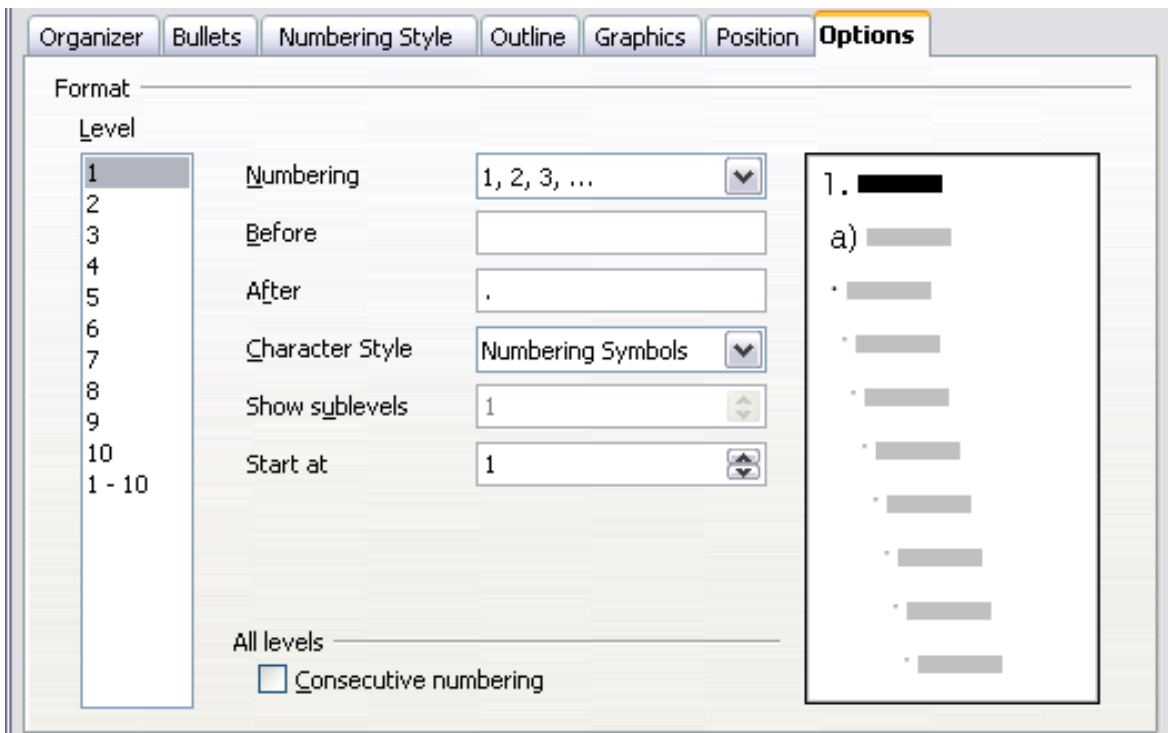 Organizer Bullets Numbering Style Outline Graphics Position Options
Format
Level
1
2
3
4
5
6
7
8
9
10
1 - 10
Numbering 1, 2, 3, ...
Before
After .
Character Style Numbering Symbols
Show sublevels 1
Start at 1
All levels
Consecutive numbering
1.
a)